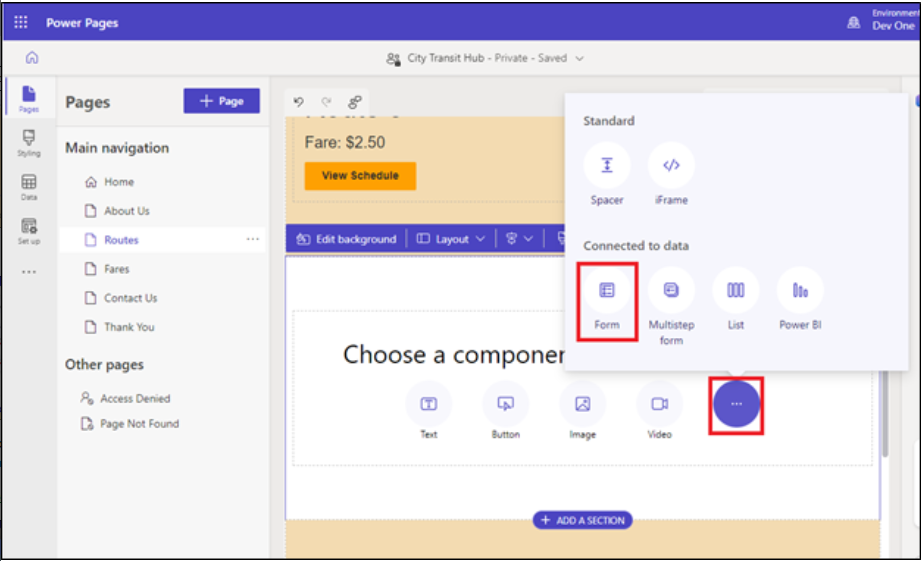 Power Pages
Environment
Dev One
City Transit Hub - Private - Saved
Pages
Styling
Data
Set up
Pages
+ Page
Main navigation
Home
About Us
Routes
Fares
Contact Us
Thank You
Other pages
Access Denied
Page Not Found
Fare: $2.50
View Schedule
Edit background
Layout
Standard
Spacer
iFrame
Connected to data
Form
Multistep form
List
Power BI
Choose a componen
Text
Button
Image
Video
+ ADD A SECTION